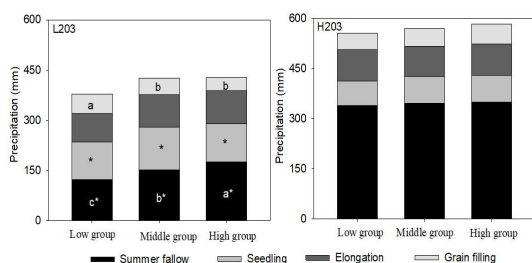 600
450
300
150
0
Precipitation (mm)
L203
a
b
b
*
*
*
c*
b*
a*
Low group
Middle group
High group
600
450
300
150
0
Precipitation (mm)
H203
Low group
Middle group
High group
Summer fallow
Seedling
Elongation
Grain filling